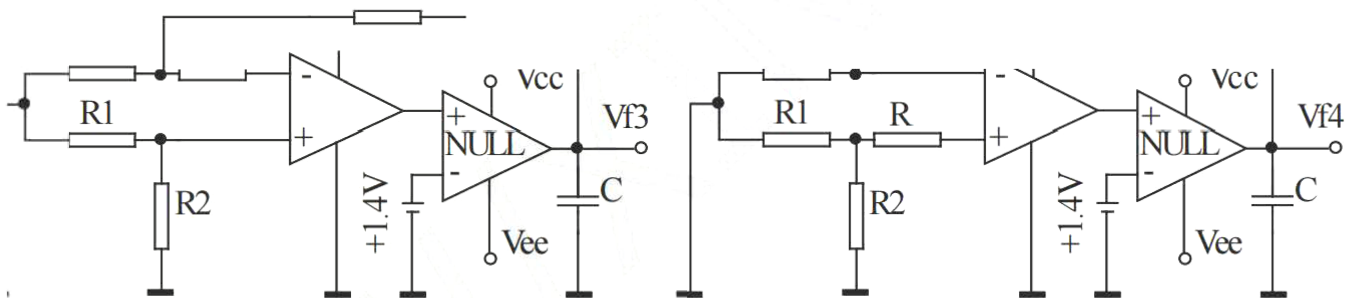 Vcc
R1
+
-
+
NULL
-
Vf3
R2
+1.4V
C
Vee
Vcc
R1
R
-
+
+
NULL
-
Vf4
R2
+1.4V
C
Vee